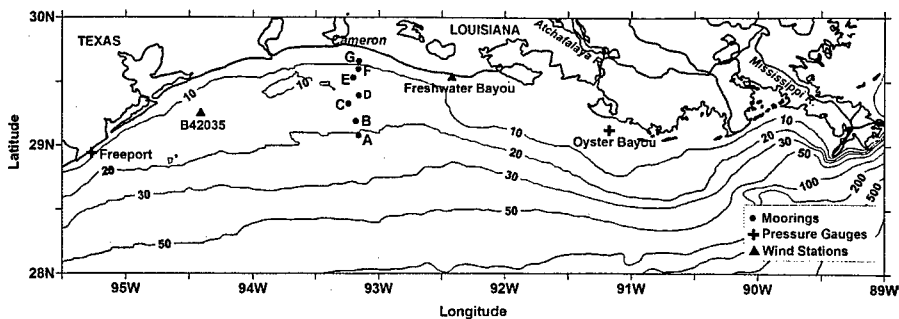 30N
29N
28N
Latitude
TEXAS
LOUISIANA
Cameron
Atchafalaya R.
Mississippi R.
G
F
E
D
C
B
A
10
10
B42035
Freshwater Bayou
10
10
Oyster Bayou
Freeport
20
20
20
30
30
30
50
50
50
100
200
500
Moorings
Pressure Gauges
Wind Stations
95W
94W
93W
92W
91W
90W
89W
Longitude